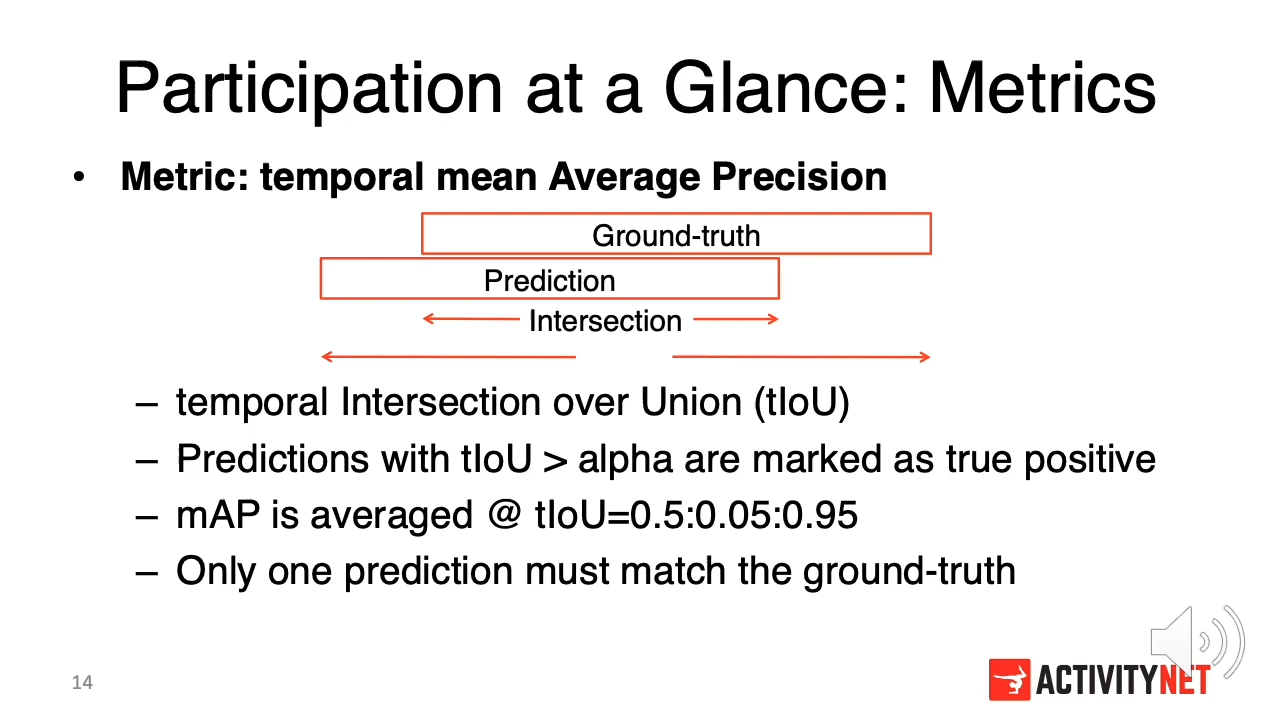 Participation at a Glance: Metrics
• Metric: temporal mean Average Precision
Ground-truth
Prediction
Intersection
– temporal Intersection over Union (tIoU)
– Predictions with tIoU > alpha are marked as true positive
– mAP is averaged @ tIoU=0.5:0.05:0.95
– Only one prediction must match the ground-truth
14
ACTIVITYNET